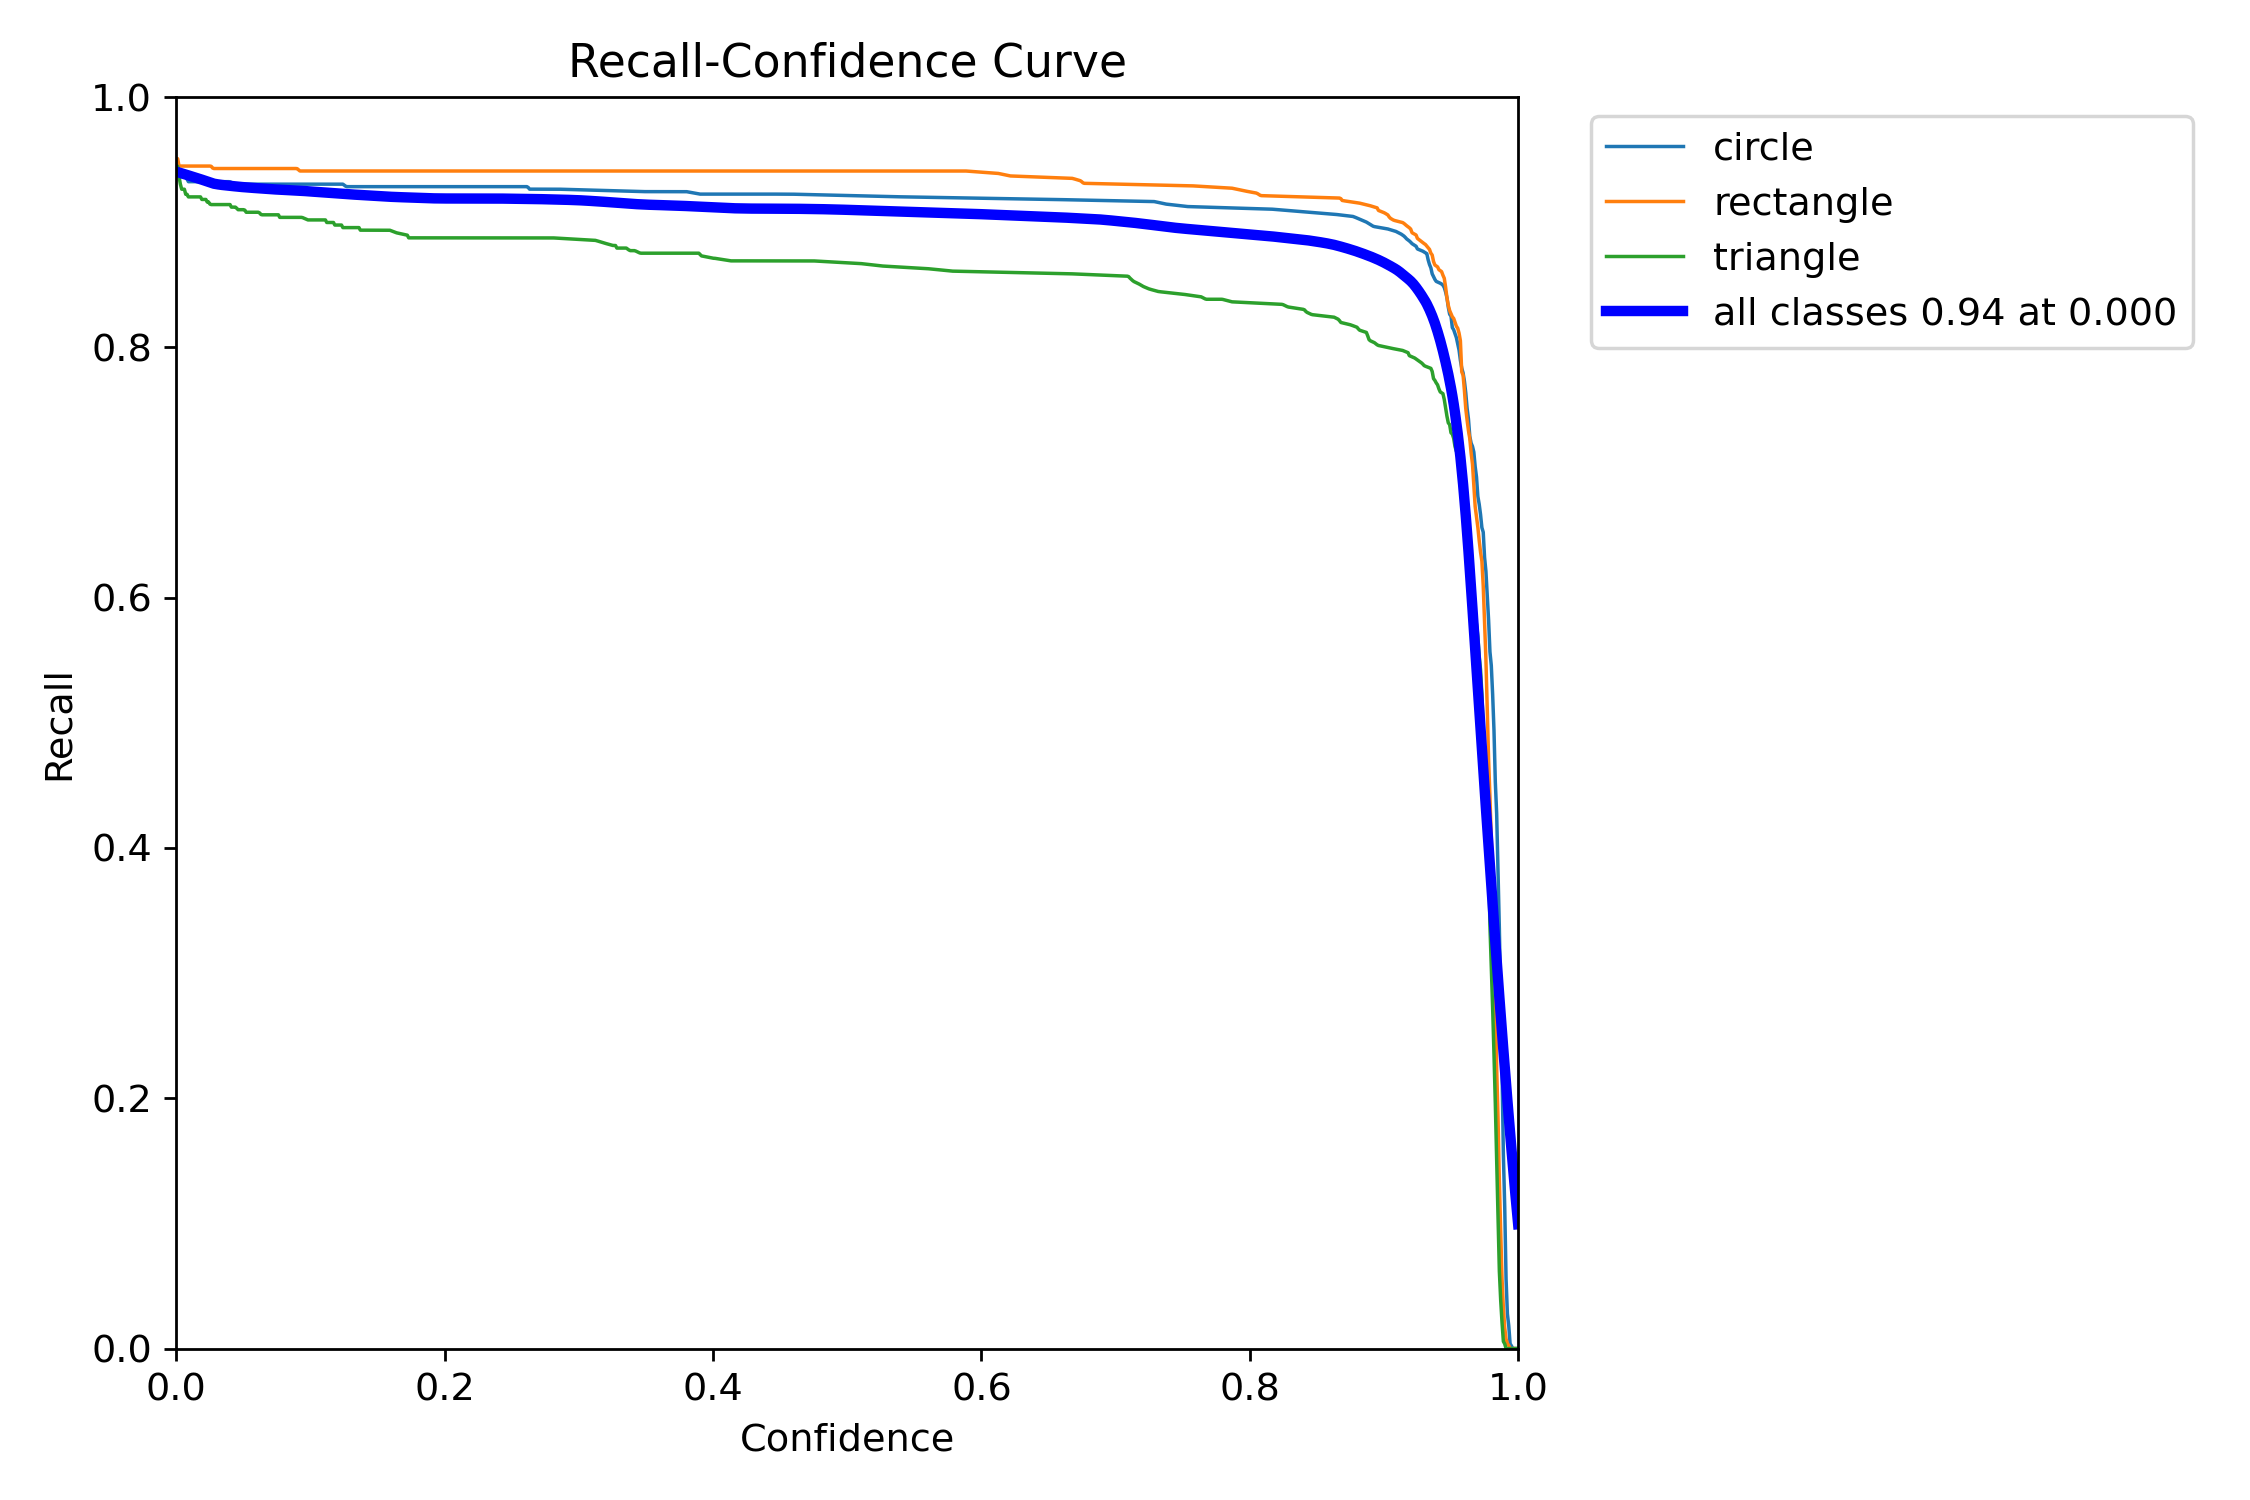 Recall-Confidence Curve
1.0
0.8
0.6
0.4
0.2
0.0
Recall
0.0 0.2 0.4 0.6 0.8 1.0
Confidence
circle
rectangle
triangle
all classes 0.94 at 0.000